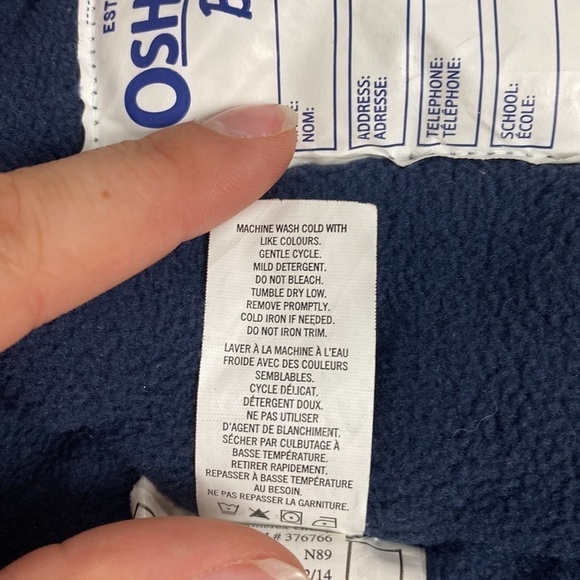 EST
OSH
B
NOM:
ADDRESS:
ADRESSE:
TELEPHONE:
TÉLÉPHONE:
SCHOOL:
ÉCOLE:
MACHINE WASH COLD WITH
LIKE COLOURS.
GENTLE CYCLE.
MILD DETERGENT.
DO NOT BLEACH.
TUMBLE DRY LOW.
REMOVE PROMPTLY.
COLD IRON IF NEEDED.
DO NOT IRON TRIM.
LAVER À LA MACHINE À L'EAU
FROIDE AVEC DES COULEURS
SEMBLABLES.
CYCLE DÉLICAT.
DÉTERGENT DOUX.
NE PAS UTILISER
D'AGENT DE BLANCHIMENT.
SÉCHER PAR CULBUTAGE À
BASSE TEMPÉRATURE.
RETIRER RAPIDEMENT.
REPASSER À BASSE TEMPÉRATURE
AU BESOIN.
NE PAS REPASSER LA GARNITURE.
# 376766
N89
2/14